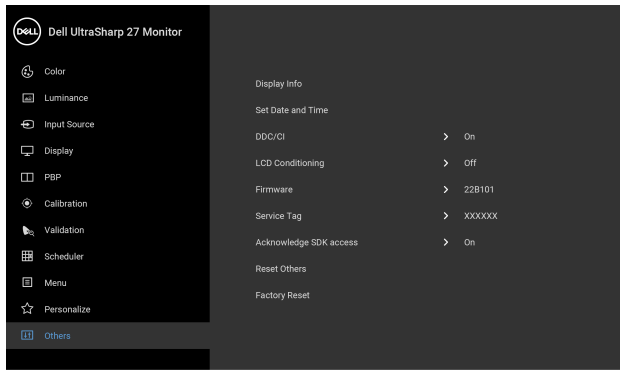 DELL Dell UltraSharp 27 Monitor
Color
Luminance
Input Source
Display
PBP
Calibration
Validation
Scheduler
Menu
Personalize
Others
Display Info
Set Date and Time
DDC/CI > On
LCD Conditioning > Off
Firmware > 22B101
Service Tag > XXXXXX
Acknowledge SDK access > On
Reset Others
Factory Reset